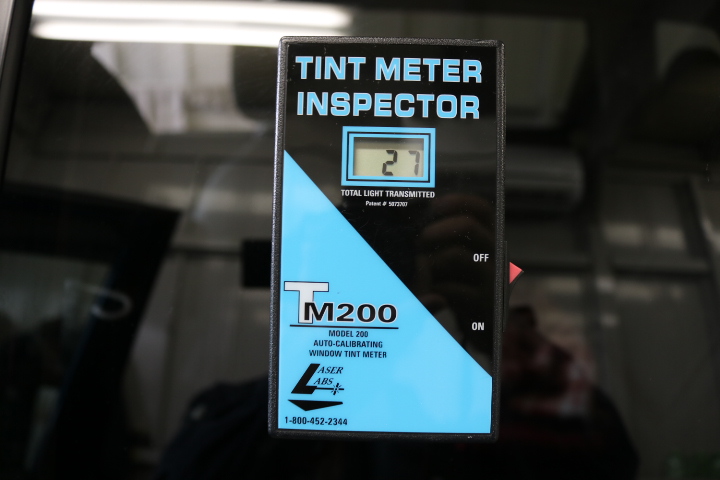 TINT METER
INSPECTOR
27
TOTAL LIGHT TRANSMITTED
Patent # 5073707
OFF
ON
TM200
MODEL 200
AUTO-CALIBRATING
WINDOW TINT METER
LASER
LABS
1-800-452-2344